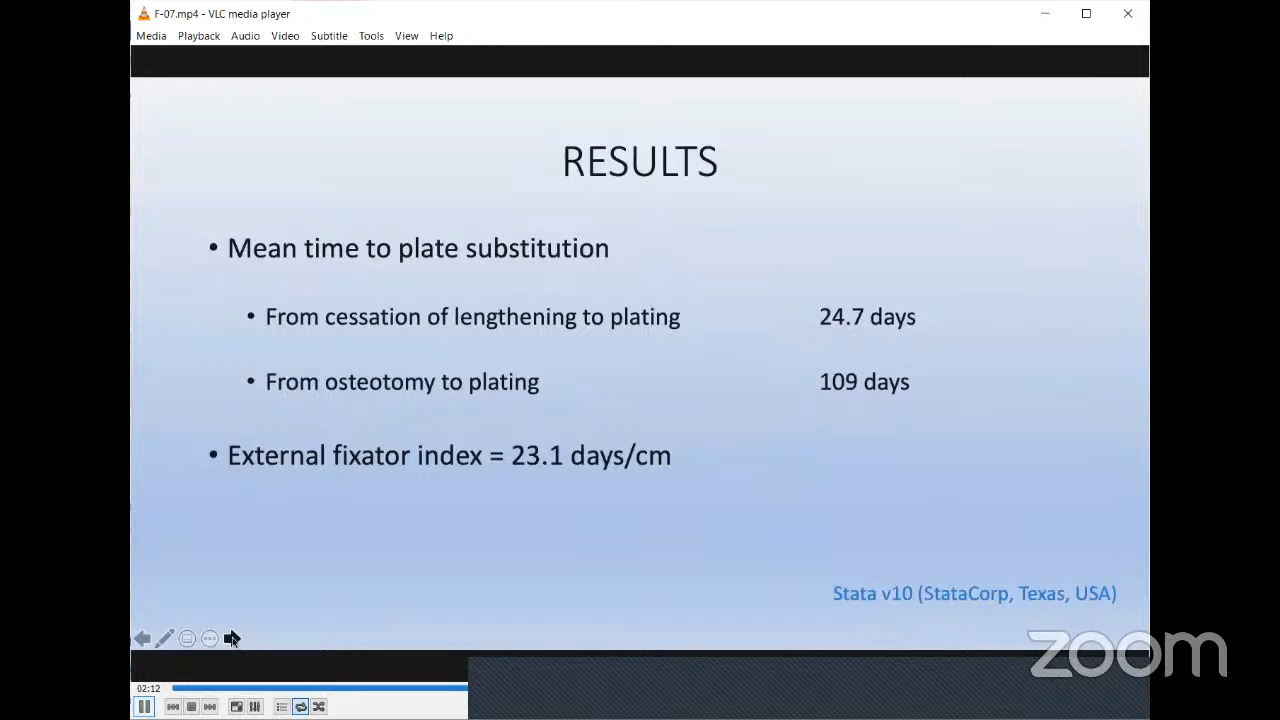 F-07.mp4 - VLC media player
Media Playback Audio Video Subtitle Tools View Help
RESULTS
• Mean time to plate substitution
• From cessation of lengthening to plating 24.7 days
• From osteotomy to plating 109 days
• External fixator index = 23.1 days/cm
Stata v10 (StataCorp, Texas, USA)
zoom
02:12